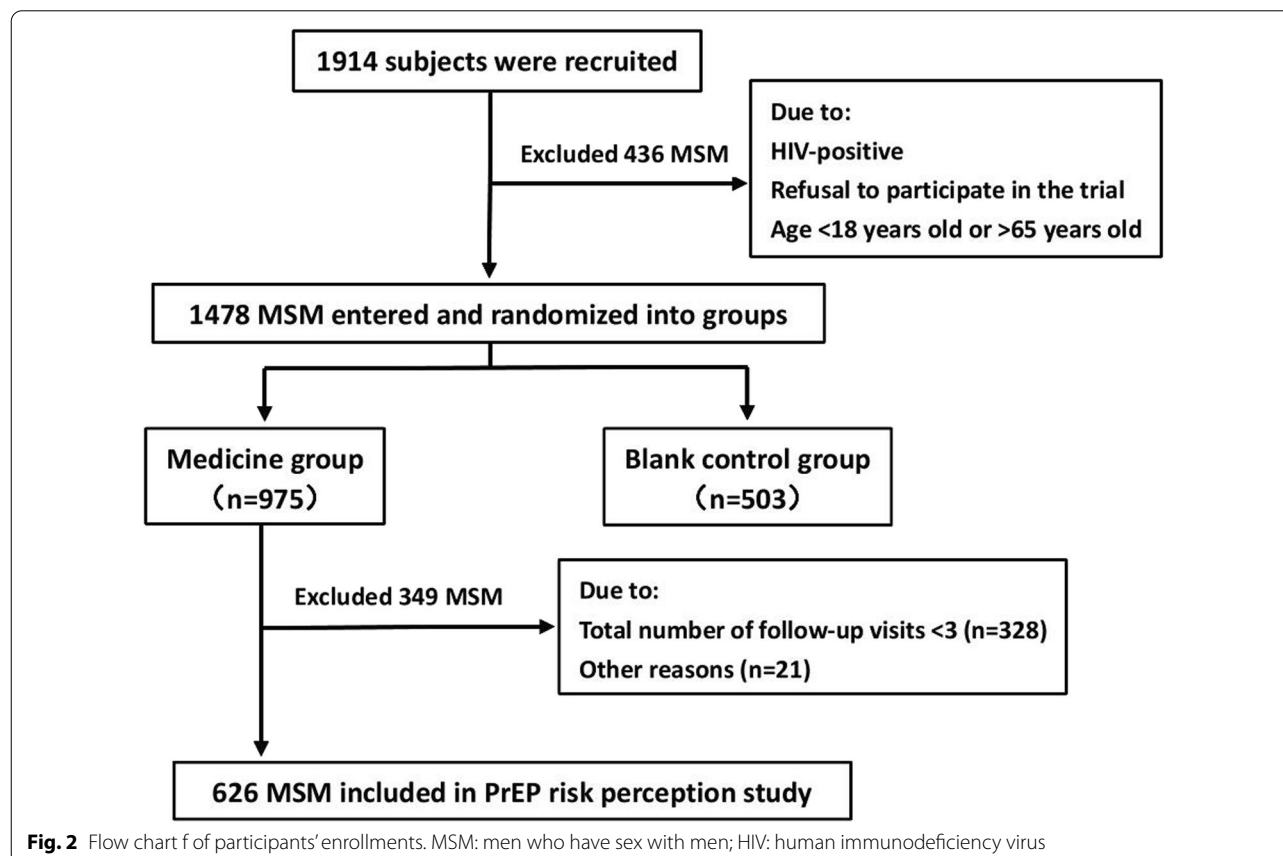 1914 subjects were recruited
Excluded 436 MSM
Due to:
HIV-positive
Refusal to participate in the trial
Age <18 years old or >65 years old
1478 MSM entered and randomized into groups
Medicine group
（n=975）
Blank control group
（n=503）
Excluded 349 MSM
Due to:
Total number of follow-up visits <3 (n=328)
Other reasons (n=21)
626 MSM included in PrEP risk perception study
Fig. 2 Flow chart f of participants’ enrollments. MSM: men who have sex with men; HIV: human immunodeficiency virus